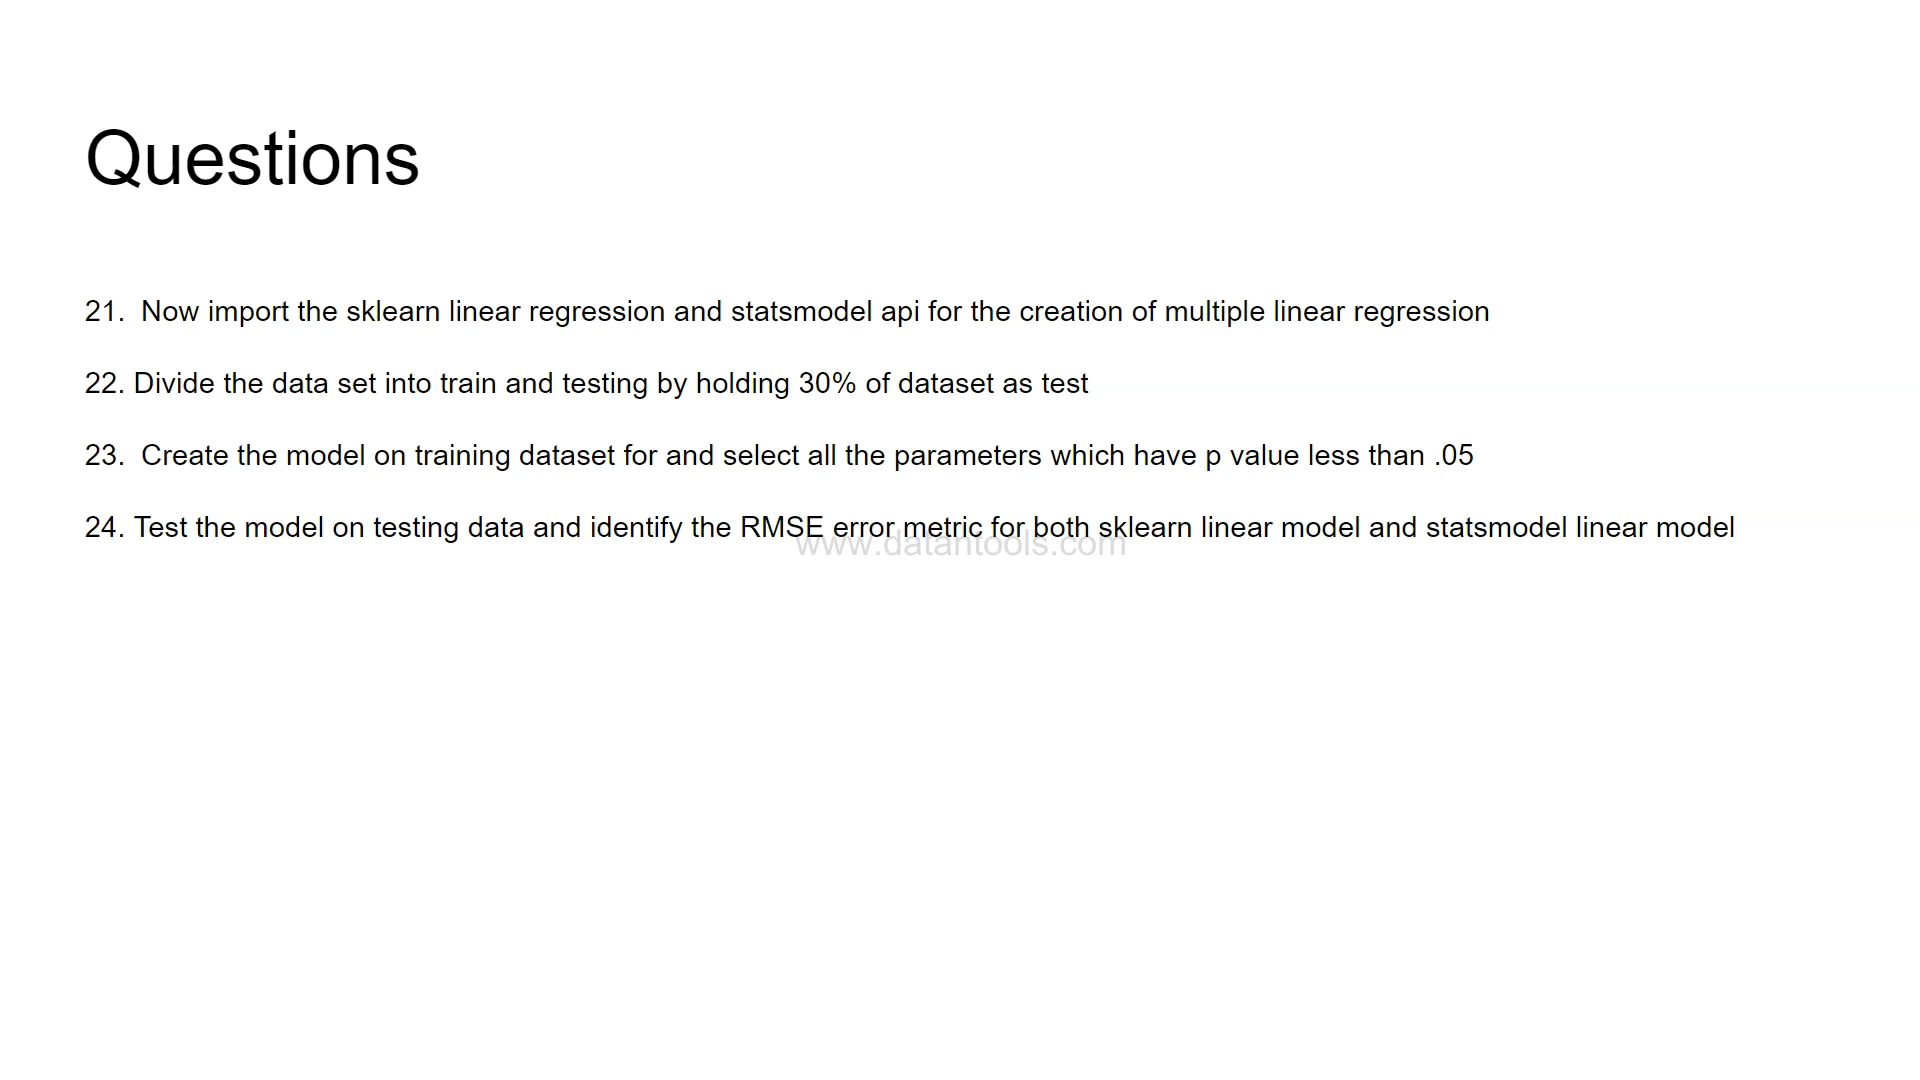 Questions
21.  Now import the sklearn linear regression and statsmodel api for the creation of multiple linear regression
22. Divide the data set into train and testing by holding 30% of dataset as test
23.  Create the model on training dataset for and select all the parameters which have p value less than .05
24. Test the model on testing data and identify the RMSE error metric for both sklearn linear model and statsmodel linear model
www.datantools.com